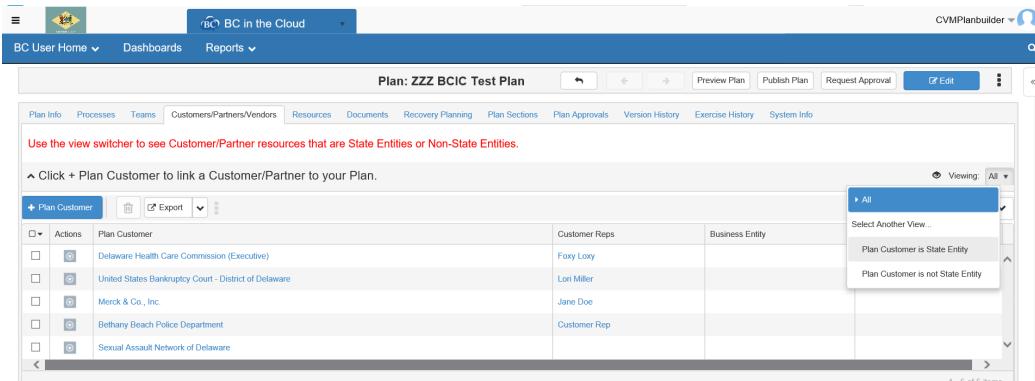 BC BC in the Cloud
CVMPlanbuilder
BC User Home Dashboards Reports
Plan: ZZZ BCIC Test Plan Preview Plan Publish Plan Request Approval Edit
Plan Info Processes Teams Customers/Partners/Vendors Resources Documents Recovery Planning Plan Sections Plan Approvals Version History Exercise History System Info
Use the view switcher to see Customer/Partner resources that are State Entities or Non-State Entities.
Click + Plan Customer to link a Customer/Partner to your Plan. Viewing: All
+ Plan Customer Export
All
Select Another View...
Plan Customer is State Entity
Plan Customer is not State Entity
Actions Plan Customer Customer Reps Business Entity
Delaware Health Care Commission (Executive) Foxy Loxy
United States Bankruptcy Court - District of Delaware Lori Miller
Merck & Co., Inc. Jane Doe
Bethany Beach Police Department Customer Rep
Sexual Assault Network of Delaware